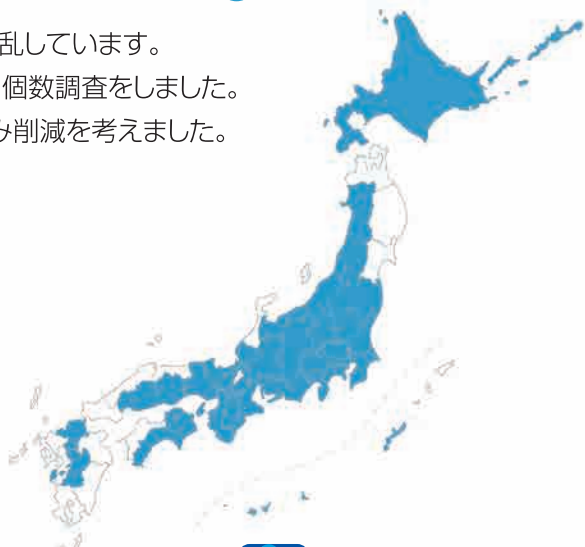 乱しています。
個数調査をしました。
み削減を考えました。